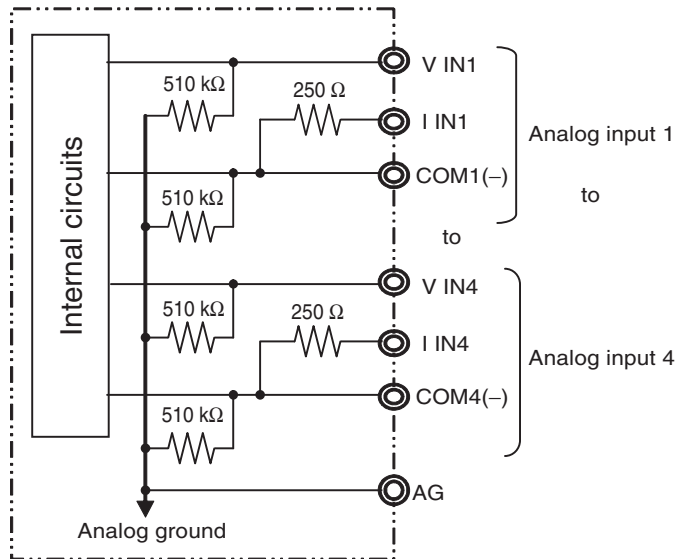 Internal circuits
510 kΩ
250 Ω
V IN1
I IN1
COM1(–)
510 kΩ
Analog input 1
to
to
510 kΩ
250 Ω
V IN4
I IN4
COM4(–)
510 kΩ
Analog input 4
AG
Analog ground